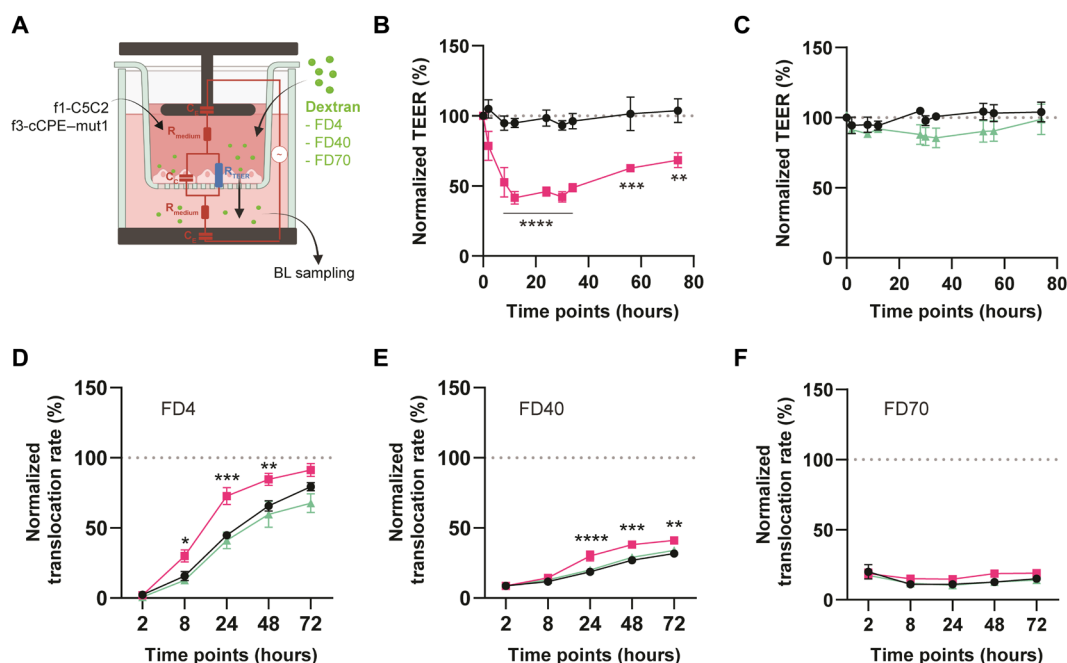 A
f1-C5C2
f3-cCPE–mut1
Dextran
- FD4
- FD40
- FD70
R medium
R TEER
R medium
~
BL sampling
B
Normalized TEER (%)
150
100
50
0
0 20 40 60 80
****
***
**
Time points (hours)
C
Normalized TEER (%)
150
100
50
0
0 20 40 60 80
Time points (hours)
D
Normalized
translocation rate (%)
150
100
50
0
FD4
*
***
**
2 8 24 48 72
Time points (hours)
E
Normalized
translocation rate (%)
150
100
50
0
FD40
****
***
**
2 8 24 48 72
Time points (hours)
F
Normalized
translocation rate (%)
150
100
50
0
FD70
2 8 24 48 72
Time points (hours)